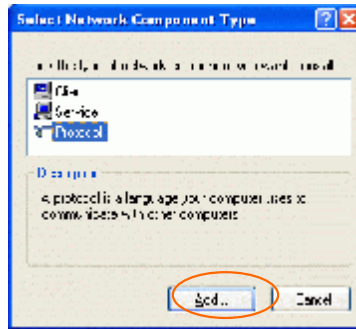 Select Network Component Type
Client
Service
Protocol
Description
A protocol is a language your computer uses to
communicate with other computers.
Add...
Cancel